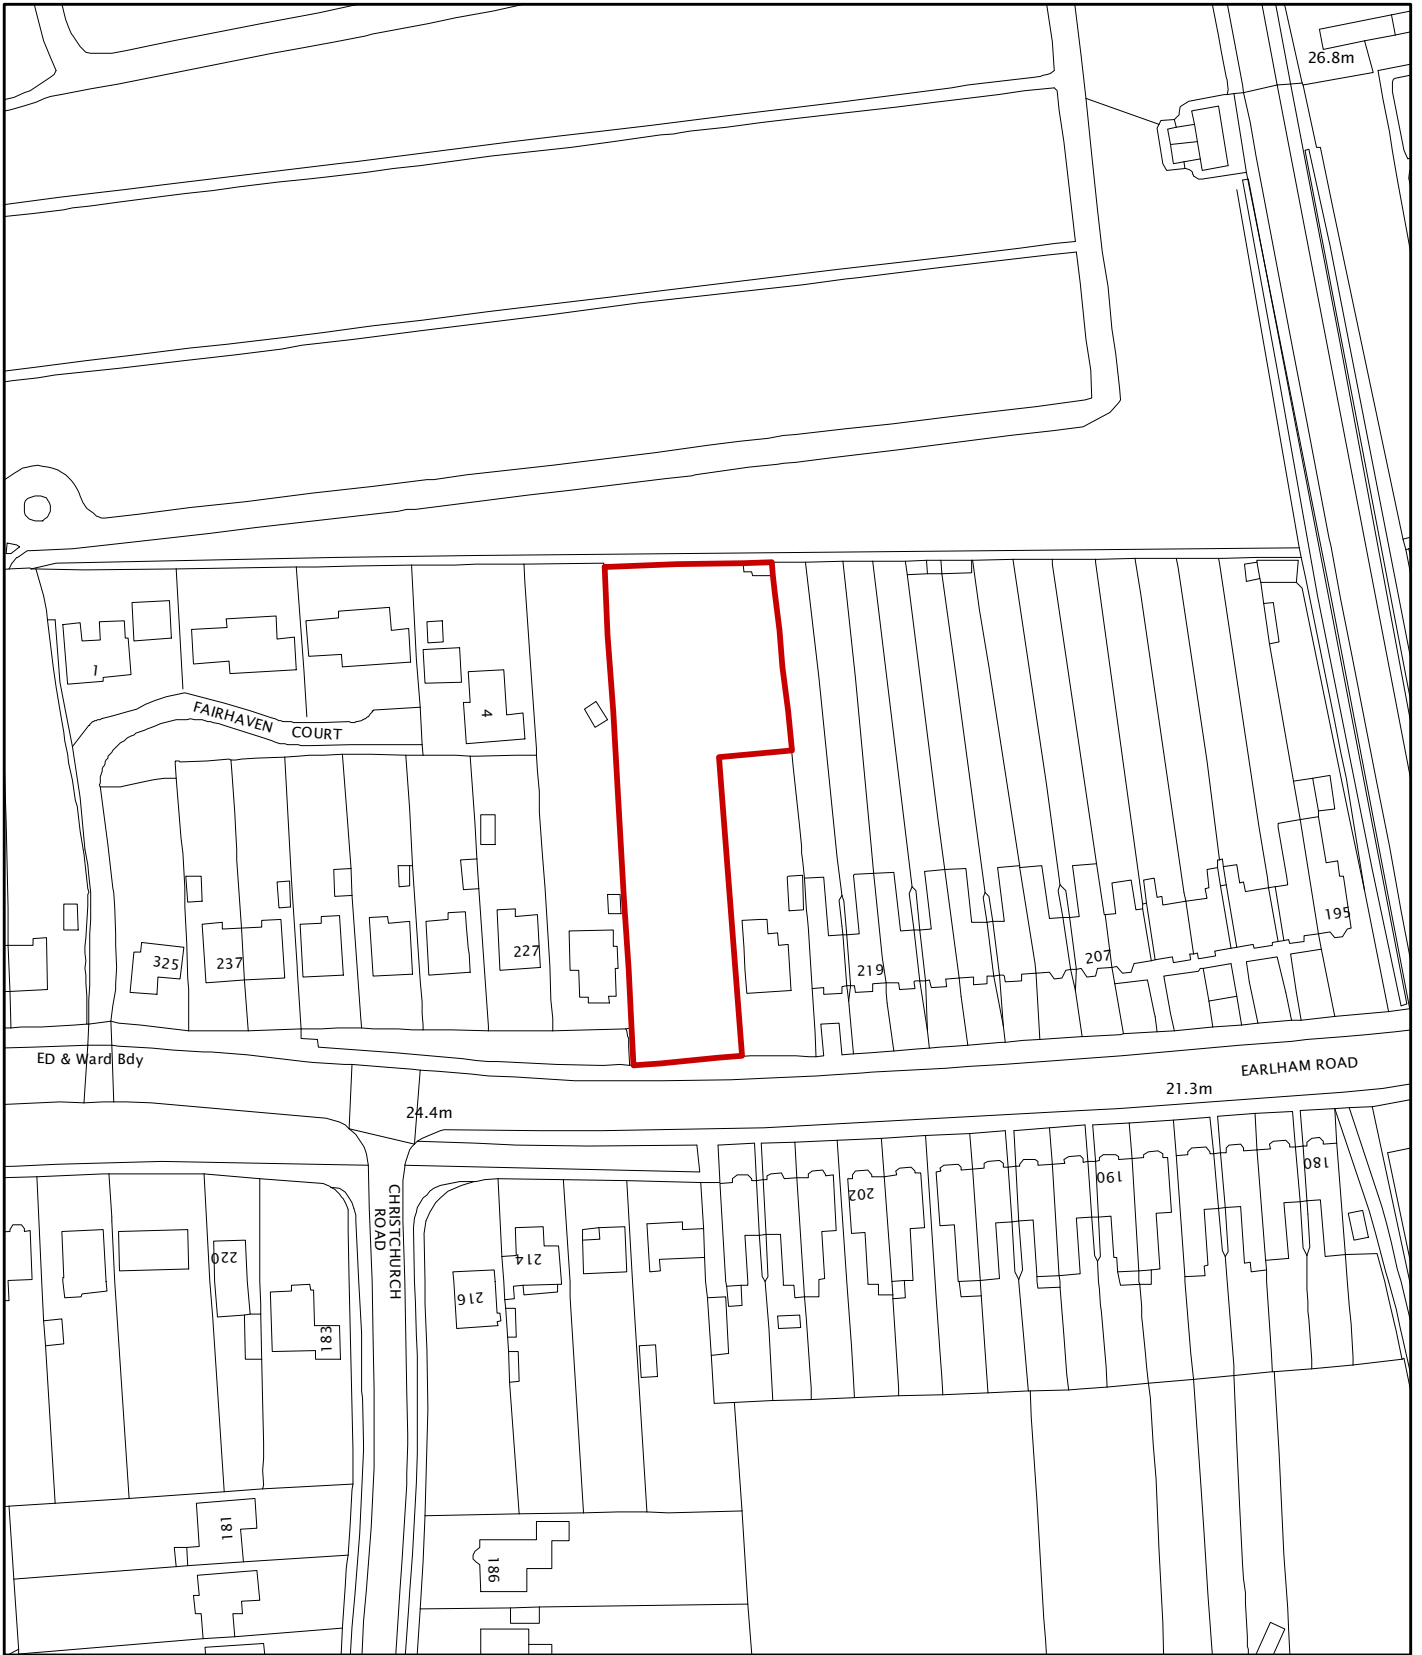 26.8m
1
FAIRHAVEN COURT
4
325
237
227
219
207
195
ED & Ward Bdy
EARLHAM ROAD
21.3m
24.4m
CHRISTCHURCH
ROAD
202
190
180
220
214
216
183
181
186